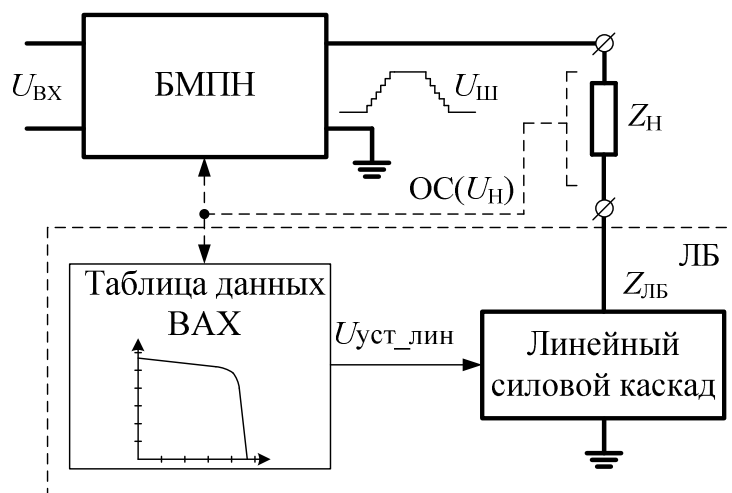 UВХ
БМПН
UШ
ZН
ОС(UН)
ЛБ
Таблица данных
ВАХ
ZЛБ
Uуст_лин
Линейный
силовой каскад